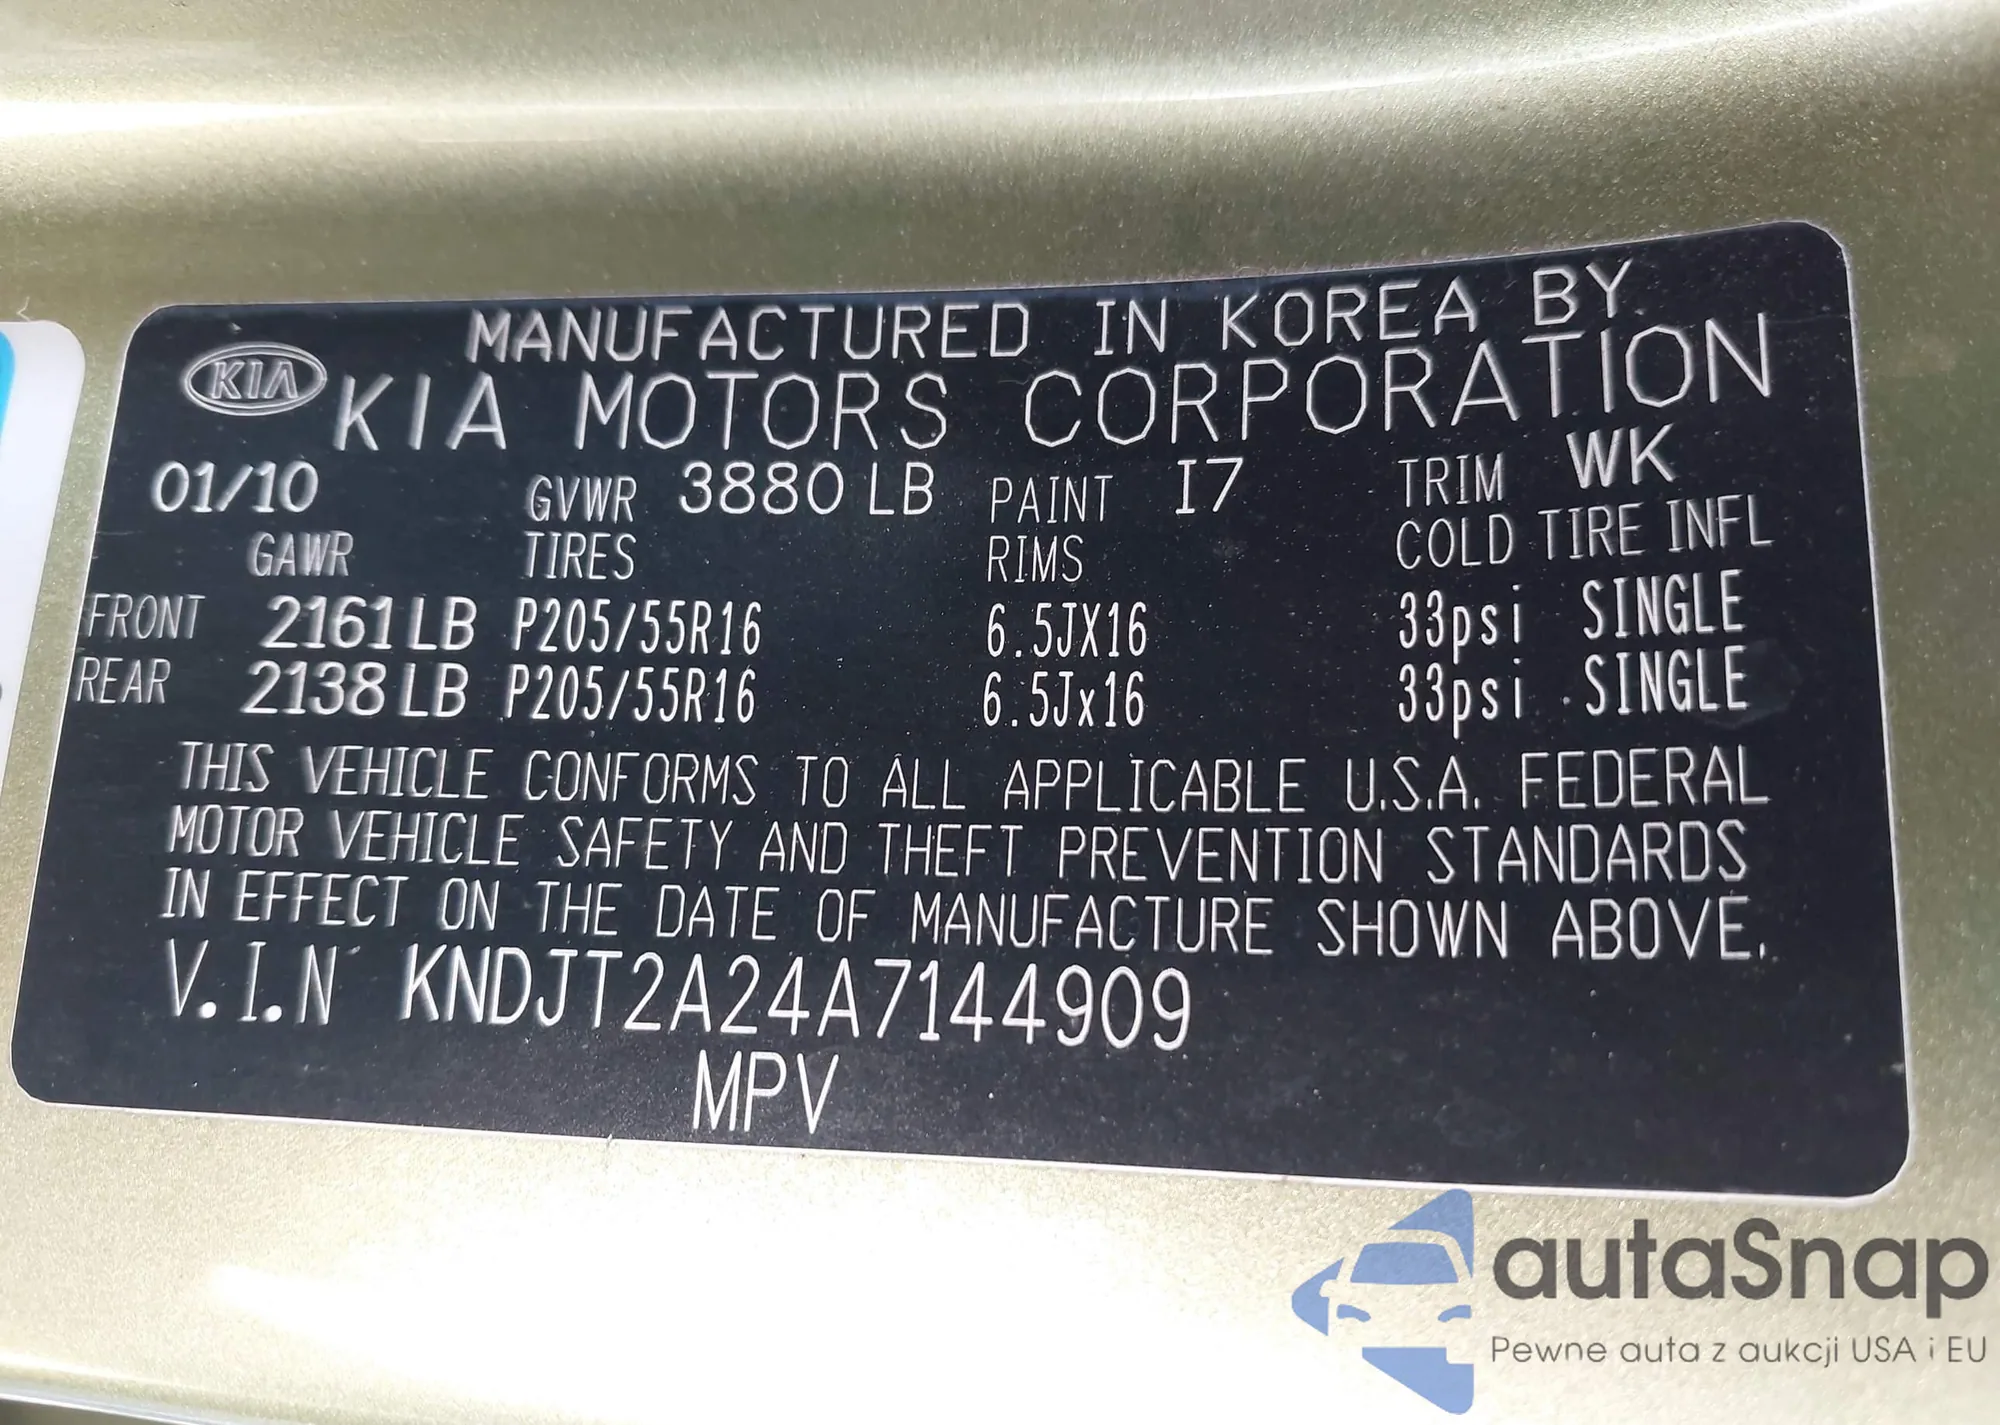 MANUFACTURED IN KOREA BY
KIA KIA MOTORS CORPORATION
01/10 GVWR 3880 LB PAINT I7 TRIM WK
GAWR TIRES RIMS COLD TIRE INFL
FRONT 2161 LB P205/55R16 6.5JX16 33psi SINGLE
REAR 2138 LB P205/55R16 6.5Jx16 33psi SINGLE
THIS VEHICLE CONFORMS TO ALL APPLICABLE U.S.A. FEDERAL
MOTOR VEHICLE SAFETY AND THEFT PREVENTION STANDARDS
IN EFFECT ON THE DATE OF MANUFACTURE SHOWN ABOVE.
V.I.N KNDJT2A24A7144909
MPV
autaSnap
Pewne auta z aukcji USA i EU